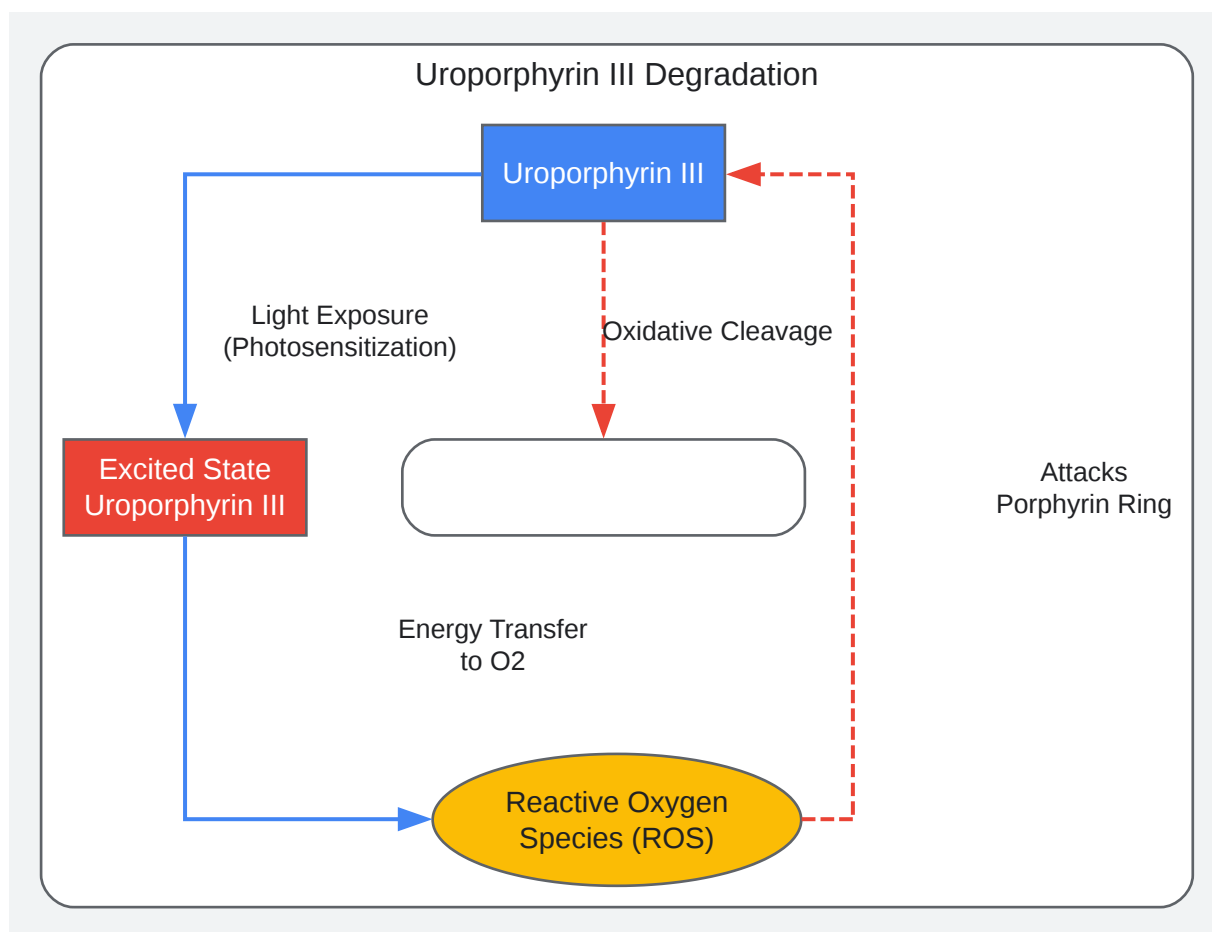 Uroporphyrin III Degradation
Uroporphyrin III
Light Exposure
(Photosensitization)
Oxidative Cleavage
Excited State
Uroporphyrin III
Attacks
Porphyrin Ring
Energy Transfer
to O2
Reactive Oxygen
Species (ROS)